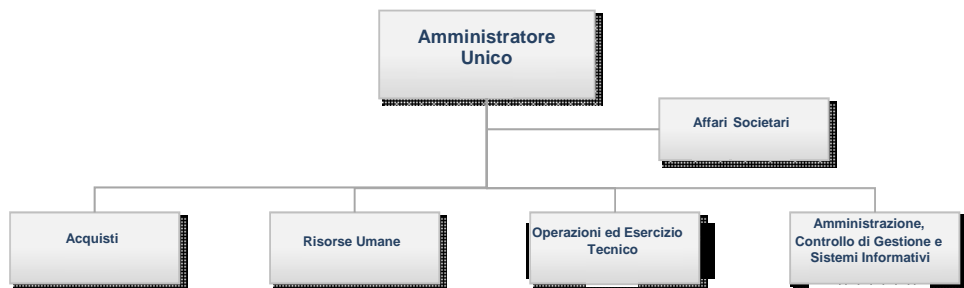 Amministratore
Unico
Affari Societari
Acquisti
Risorse Umane
Operazioni ed Esercizio
Tecnico
Amministrazione,
Controllo di Gestione e
Sistemi Informativi